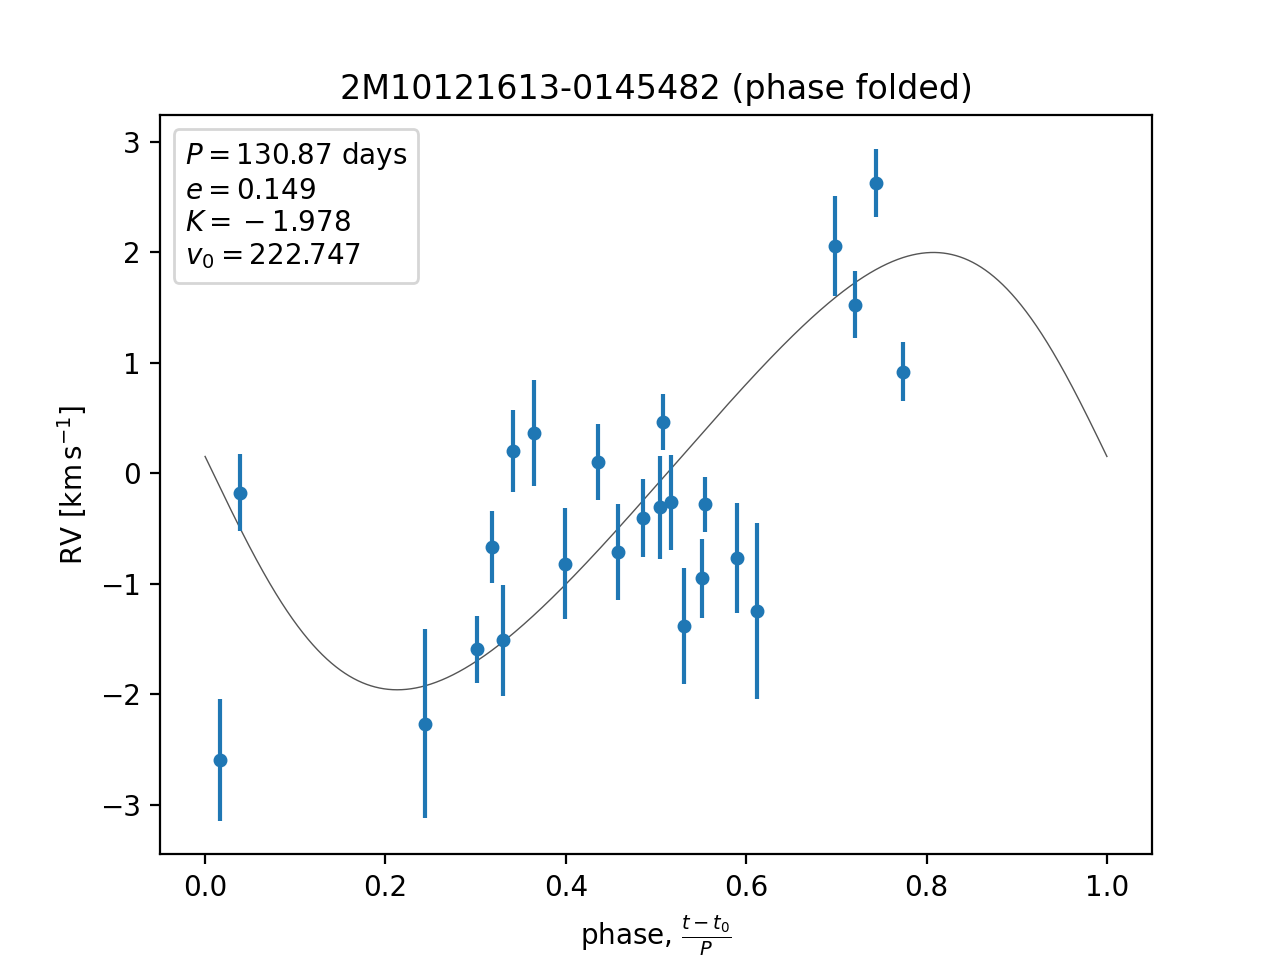 2M10121613-0145482 (phase folded)
P = 130.87 days
e = 0.149
K = −1.978
v₀ = 222.747
3
2
1
0
−1
−2
−3
RV [km s⁻¹]
0.0 0.2 0.4 0.6 0.8 1.0
phase, (t − t₀)/P